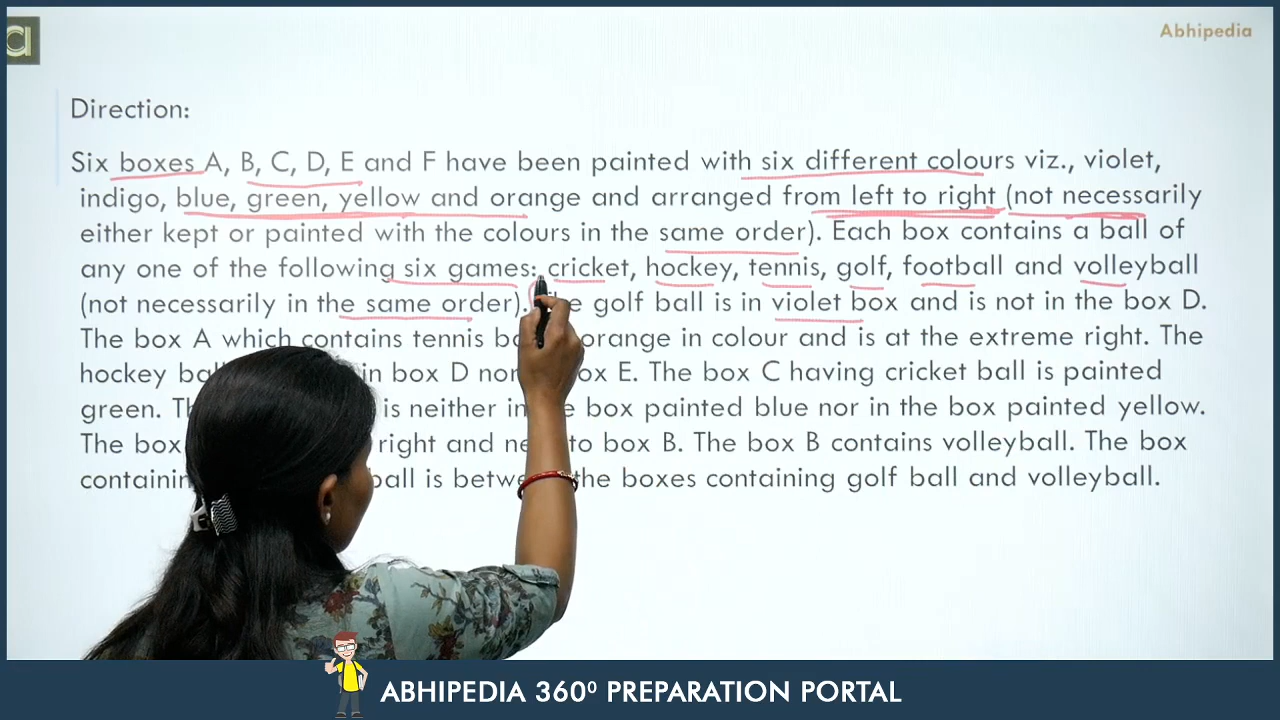 Abhipedia
Direction:
Six boxes A, B, C, D, E and F have been painted with six different colours viz., violet,
indigo, blue, green, yellow and orange and arranged from left to right (not necessarily
either kept or painted with the colours in the same order). Each box contains a ball of
any one of the following six games: cricket, hockey, tennis, golf, football and volleyball
(not necessarily in the same order). golf ball is in violet box and is not in the box D.
The box A which contains tennis orange in colour and is at the extreme right. The
hockey in box D nor E. The box C having cricket ball is painted
green. is neither in box painted blue nor in the box painted yellow.
The box right and to box B. The box B contains volleyball. The box
ball is the boxes containing golf ball and volleyball.
ABHIPEDIA 360⁰ PREPARATION PORTAL